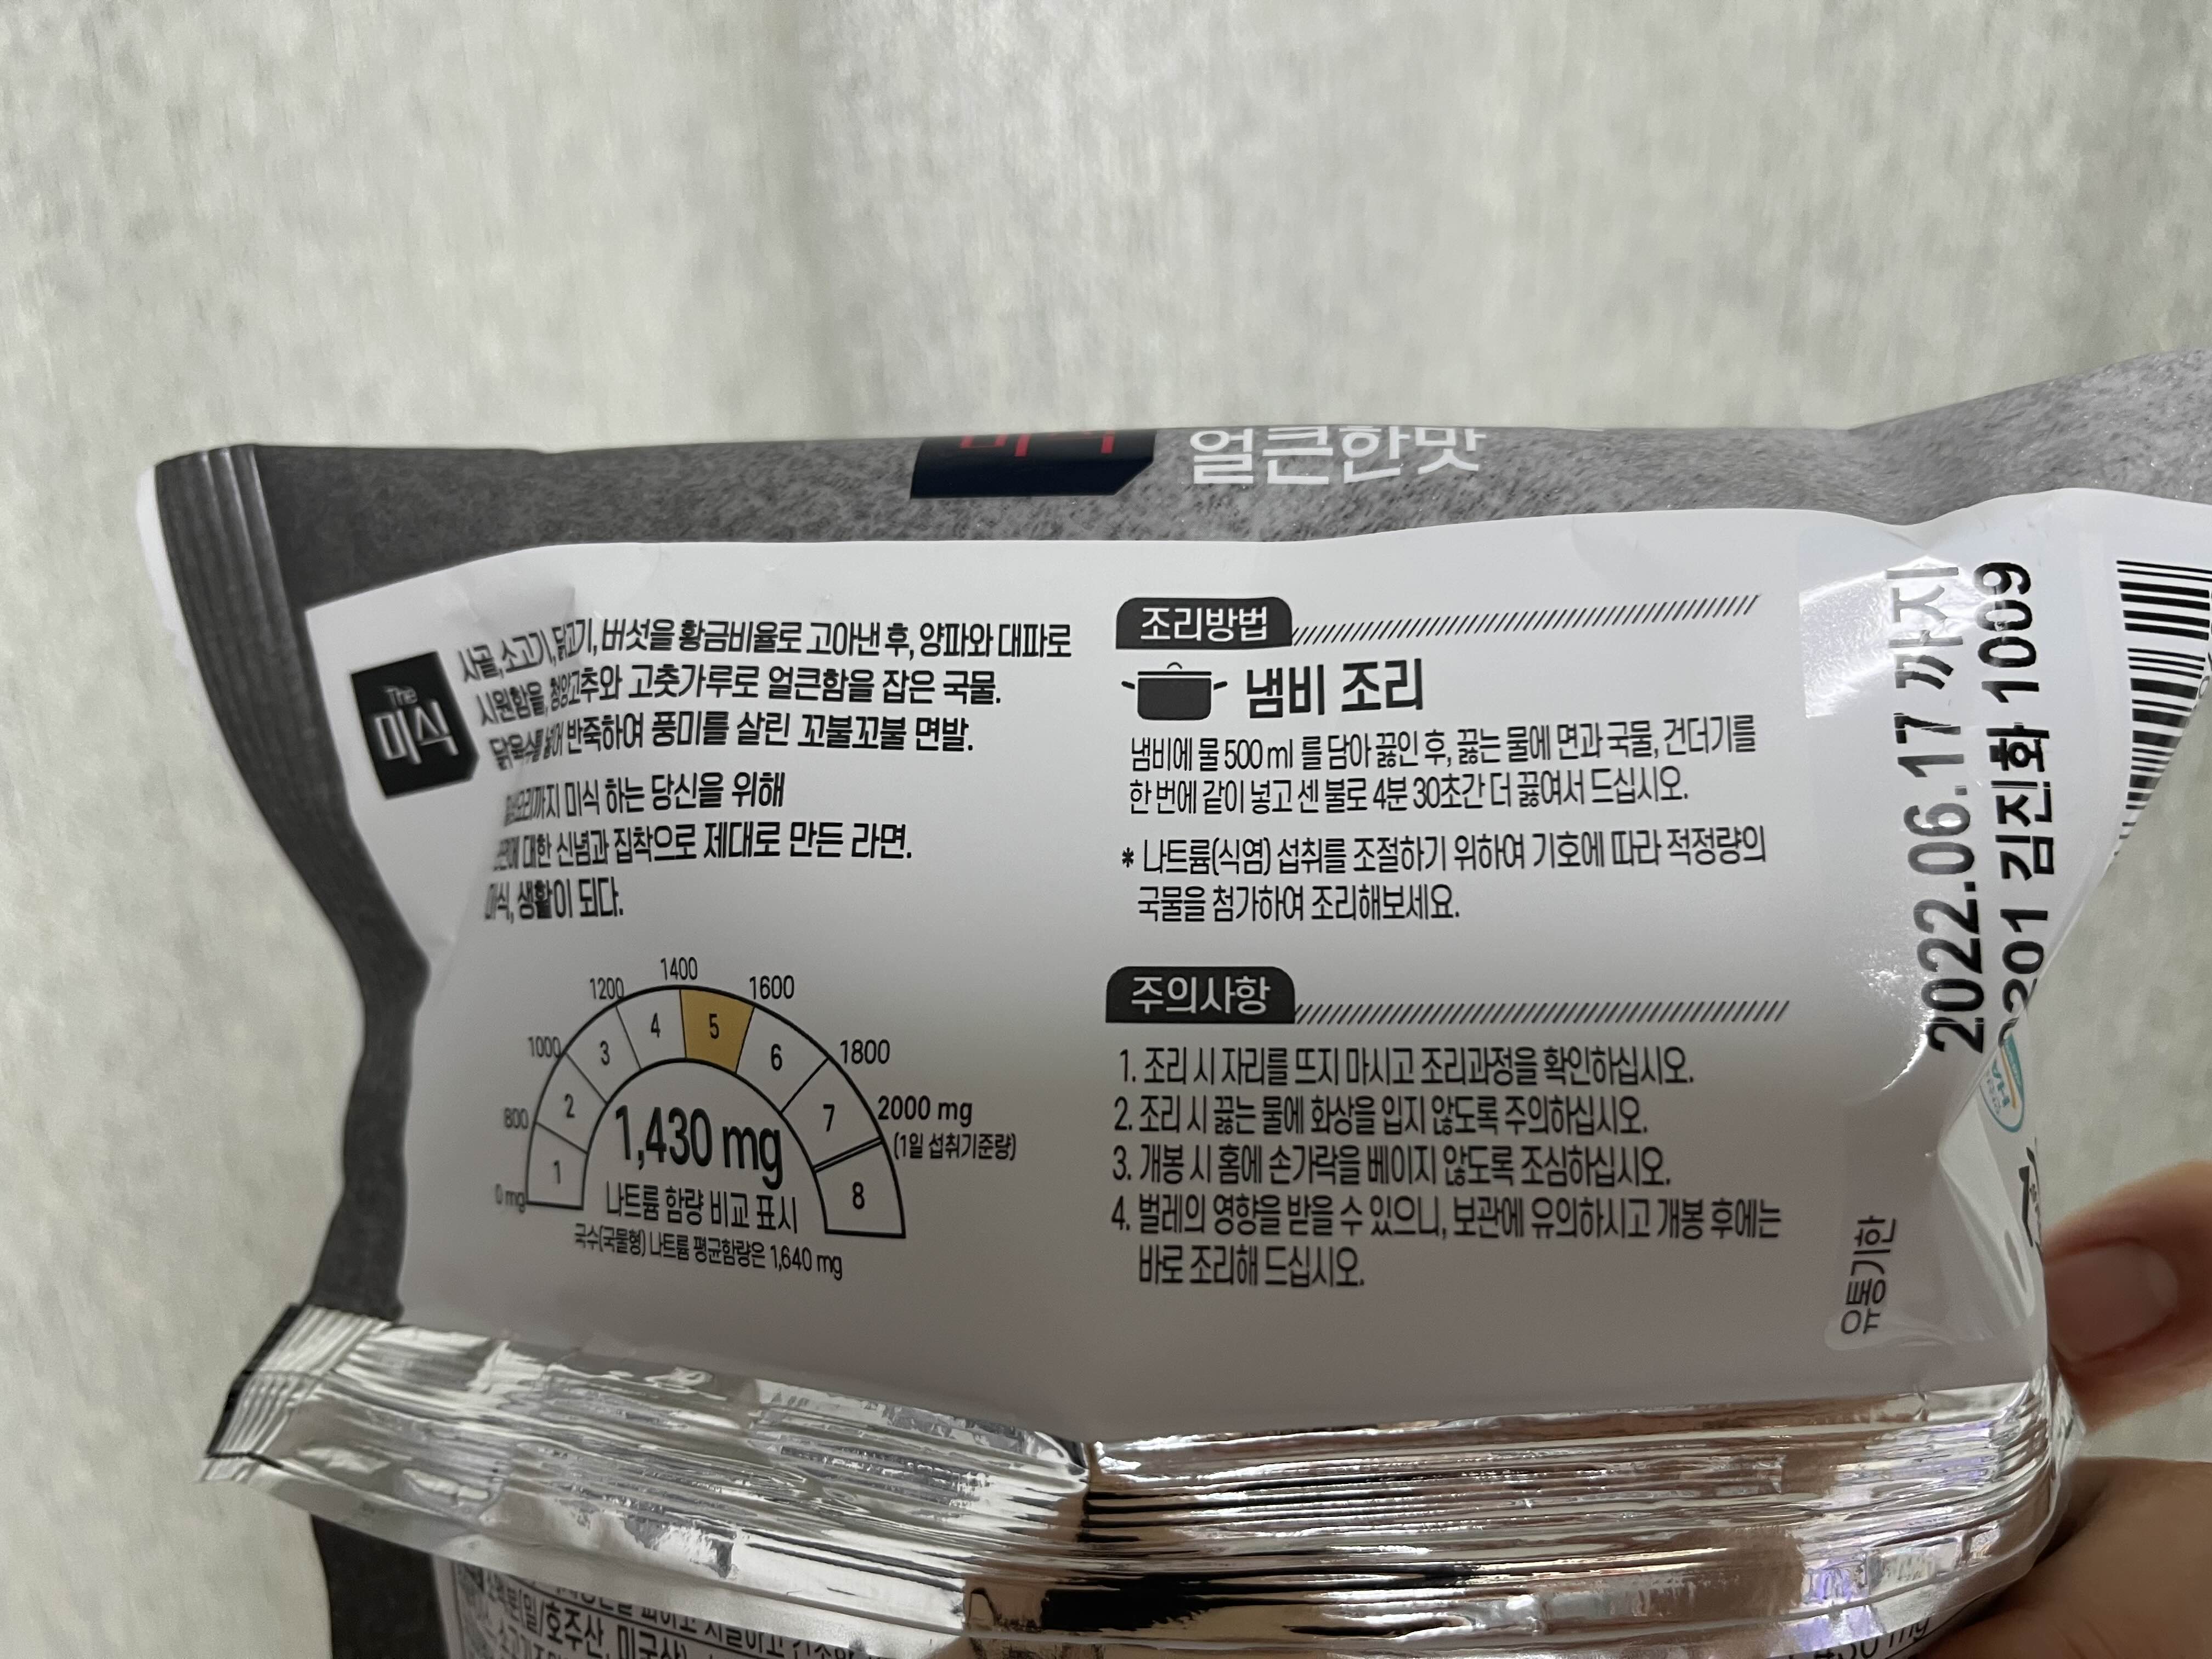 얼큰한맛
The
미식
사골, 소고기, 닭고기, 버섯을 황금비율로 고아낸 후, 양파와 대파로
시원함을, 청양고추와 고춧가루로 얼큰함을 잡은 국물.
닭육수를 넣어 반죽하여 풍미를 살린 꼬불꼬불 면발.
미식 하는 당신을 위해
대한 신념과 집착으로 제대로 만든 라면.
미식, 생활이 되다.
0 mg
800
1000
1200
1400
1600
1800
2000 mg
(1일 섭취기준량)
1
2
3
4
5
6
7
8
1,430 mg
나트륨 함량 비교 표시
국수(국물형) 나트륨 평균함량은 1,640 mg
조리방법
냄비 조리
냄비에 물 500 ml 를 담아 끓인 후, 끓는 물에 면과 국물, 건더기를
한 번에 같이 넣고 센 불로 4분 30초간 더 끓여서 드십시오.
* 나트륨(식염) 섭취를 조절하기 위하여 기호에 따라 적정량의
국물을 첨가하여 조리해보세요.
주의사항
1. 조리 시 자리를 뜨지 마시고 조리과정을 확인하십시오.
2. 조리 시 끓는 물에 화상을 입지 않도록 주의하십시오.
3. 개봉 시 홈에 손가락을 베이지 않도록 조심하십시오.
4. 벌레의 영향을 받을 수 있으니, 보관에 유의하시고 개봉 후에는
바로 조리해 드십시오.
유통기한
2022.06.17 까지
0201 김진화 1009
/호주산, 미국산)